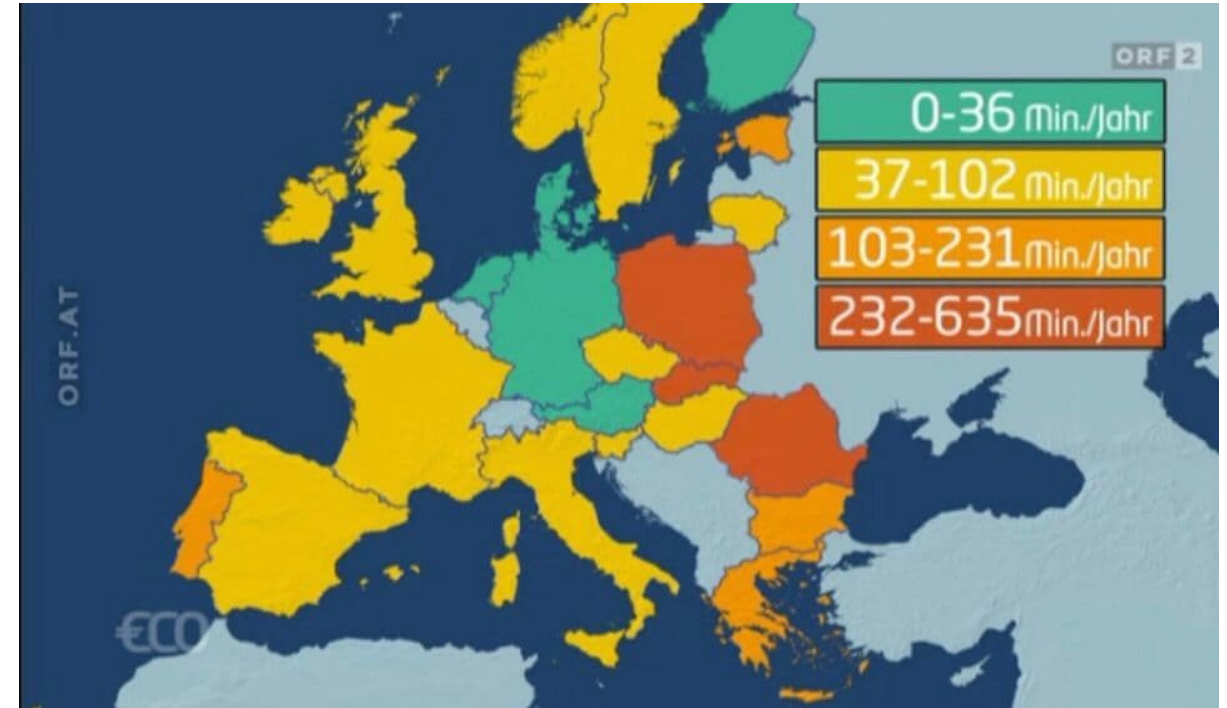 ORF 2
0-36 Min./Jahr
37-102 Min./Jahr
103-231 Min./Jahr
232-635 Min./Jahr
ORF.AT
€CO